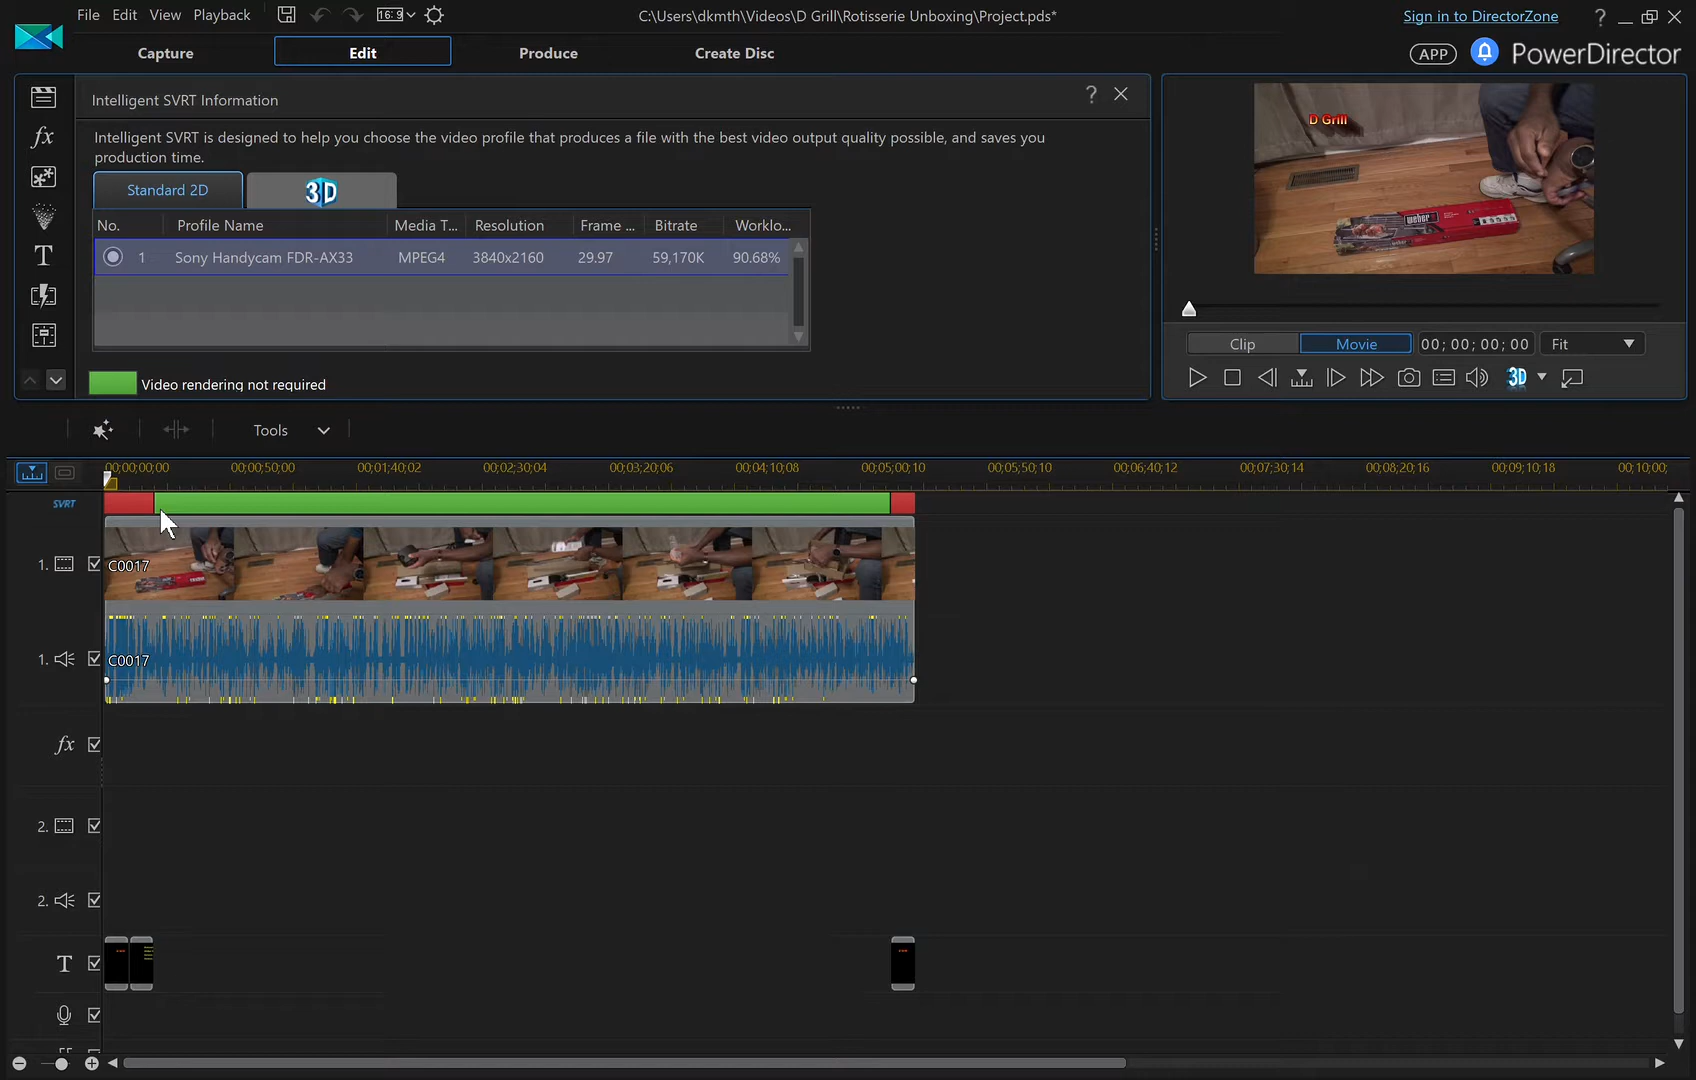 File Edit View Playback
16:9
C:\Users\dkmth\Videos\D Grill\Rotisserie Unboxing\Project.pds*
Sign in to DirectorZone
?
Capture
Edit
Produce
Create Disc
APP
PowerDirector
Intelligent SVRT Information
?
Intelligent SVRT is designed to help you choose the video profile that produces a file with the best video output quality possible, and saves you
production time.
Standard 2D
3D
No. Profile Name Media T... Resolution Frame ... Bitrate Worklo...
1 Sony Handycam FDR-AX33 MPEG4 3840x2160 29.97 59,170K 90.68%
Video rendering not required
fx
T
D Grill
weber
Clip
Movie
00; 00; 00; 00
Fit
3D
Tools
00;00;00;00 00;00;50;00 00;01;40;02 00;02;30;04 00;03;20;06 00;04;10;08 00;05;00;10 00;05;50;10 00;06;40;12 00;07;30;14 00;08;20;16 00;09;10;18 00;10;00;
SVRT
1.
C0017
1.
C0017
fx
2.
2.
T